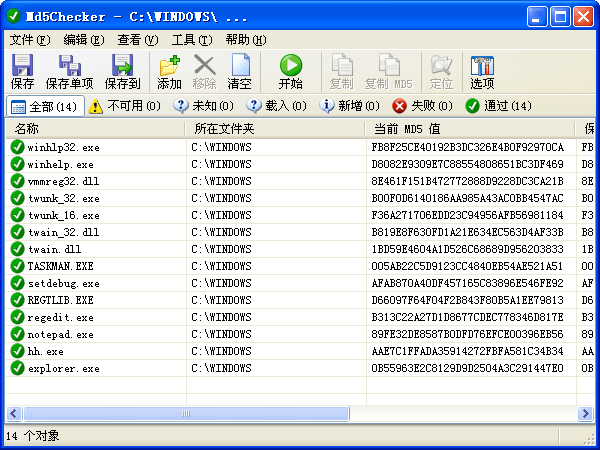 Md5Checker - C:\WINDOWS\ ...
文件(F) 编辑(E) 查看(V) 工具(T) 帮助(H)
保存 保存单项 保存到 添加 移除 清空 开始 复制 复制 MD5 定位 选项
全部(14) 不可用(0) 未知(0) 载入(0) 新增(0) 失败(0) 通过(14)
名称 所在文件夹 当前 MD5 值 保
winhlp32.exe C:\WINDOWS FB8F25CE40192B3DC326E4B0F92970CA FB
winhelp.exe C:\WINDOWS D8082E9309E7C88554808651BC3DF469 D8
vmmreg32.dll C:\WINDOWS 8E461F151B472772888D9228DC3CA21B 8E
twunk_32.exe C:\WINDOWS B00F0D6140186AA985A43AC0BB4547AC B0
twunk_16.exe C:\WINDOWS F36A271706EDD23C94956AFB56981184 F3
twain_32.dll C:\WINDOWS B819E8F630FD1A21E634EC563D4AF33B B8
twain.dll C:\WINDOWS 1BD59E4604A1D526C68689D956203833 1B
TASKMAN.EXE C:\WINDOWS 005AB22C5D9123CC4840EB54AE521A51 00
setdebug.exe C:\WINDOWS AFAB870A40DF457165C83896E546FE92 AF
REGTLIB.EXE C:\WINDOWS D66097F64F04F2B843F80B5A1EE79813 D6
regedit.exe C:\WINDOWS B313C22A27D1D8677CDEC778346D817E B3
notepad.exe C:\WINDOWS 89FE32DE8587B0DFD76EFCE00396EB56 89
hh.exe C:\WINDOWS AAE7C1FFADA35914272FBFA581C34B34 AA
explorer.exe C:\WINDOWS 0B55963E2C8129D9D2504A3C291447E0 0B
14 个对象